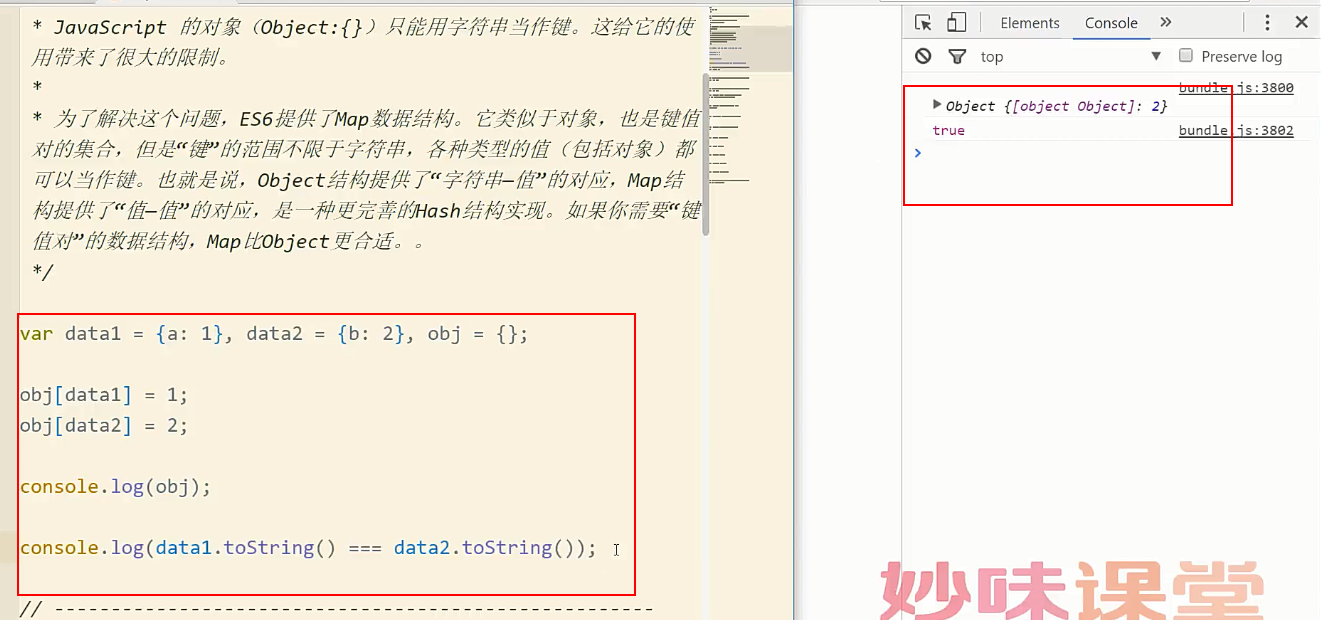 * JavaScript 的对象（Object:{}）只能用字符串当作键。这给它的使
用带来了很大的限制。
*
* 为了解决这个问题，ES6提供了Map数据结构。它类似于对象，也是键值
对的集合，但是“键”的范围不限于字符串，各种类型的值（包括对象）都
可以当作键。也就是说，Object结构提供了“字符串—值”的对应，Map结
构提供了“值—值”的对应，是一种更完善的Hash结构实现。如果你需要“键
值对”的数据结构，Map比Object更合适。。
*/
var data1 = {a: 1}, data2 = {b: 2}, obj = {};
obj[data1] = 1;
obj[data2] = 2;
console.log(obj);
console.log(data1.toString() === data2.toString());
// -----------------------------------------------------
Elements Console »
top Preserve log
bundle.js:3800
Object {[object Object]: 2}
true bundle.js:3802
妙味课堂